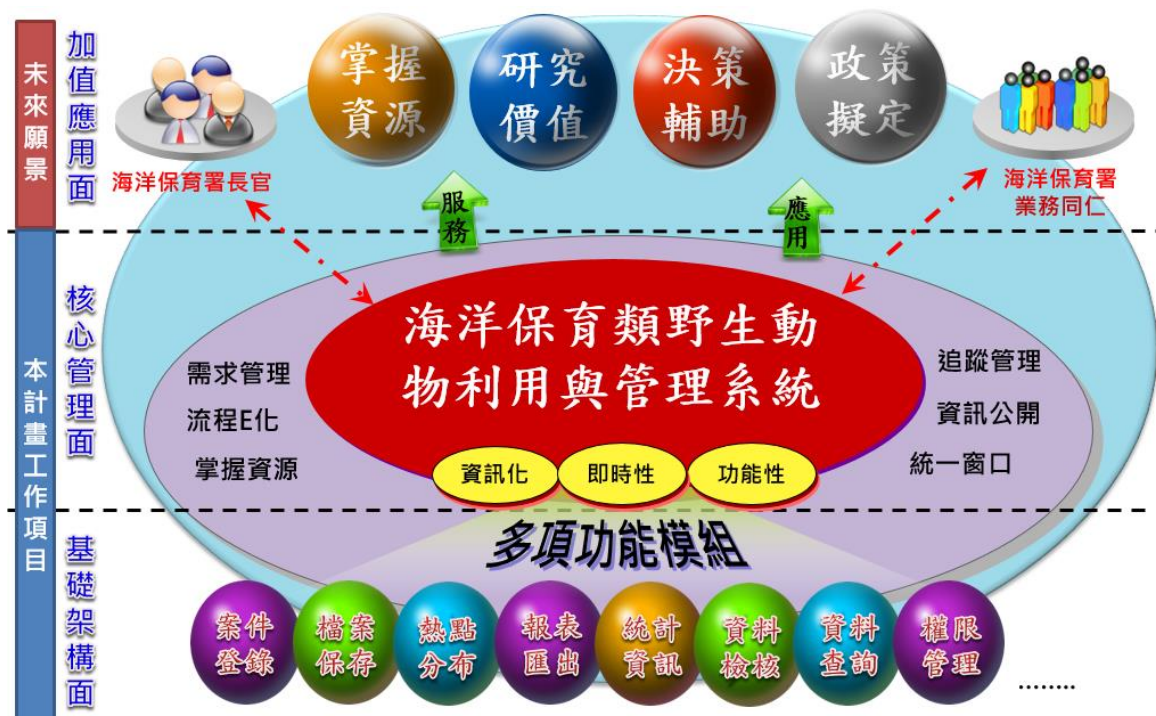 未來願景
加值應用面
掌握
資源
研究
價值
決策
輔助
政策
擬定
海洋保育署長官
海洋保育署
業務同仁
服務
應用
本計畫工作項目
核心管理面
海洋保育類野生動
物利用與管理系統
需求管理
流程E化
掌握資源
追蹤管理
資訊公開
統一窗口
資訊化
即時性
功能性
基礎架構面
多項功能模組
案件
登錄
檔案
保存
熱點
分布
報表
匯出
統計
資訊
資料
檢核
資料
查詢
權限
管理
........